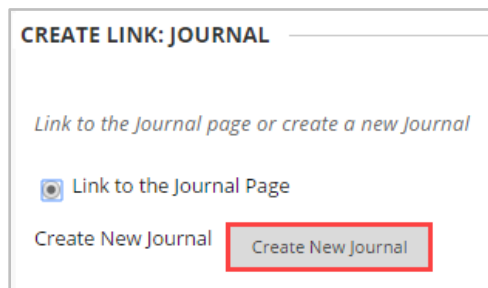 CREATE LINK: JOURNAL
Link to the Journal page or create a new Journal
Link to the Journal Page
Create New Journal Create New Journal